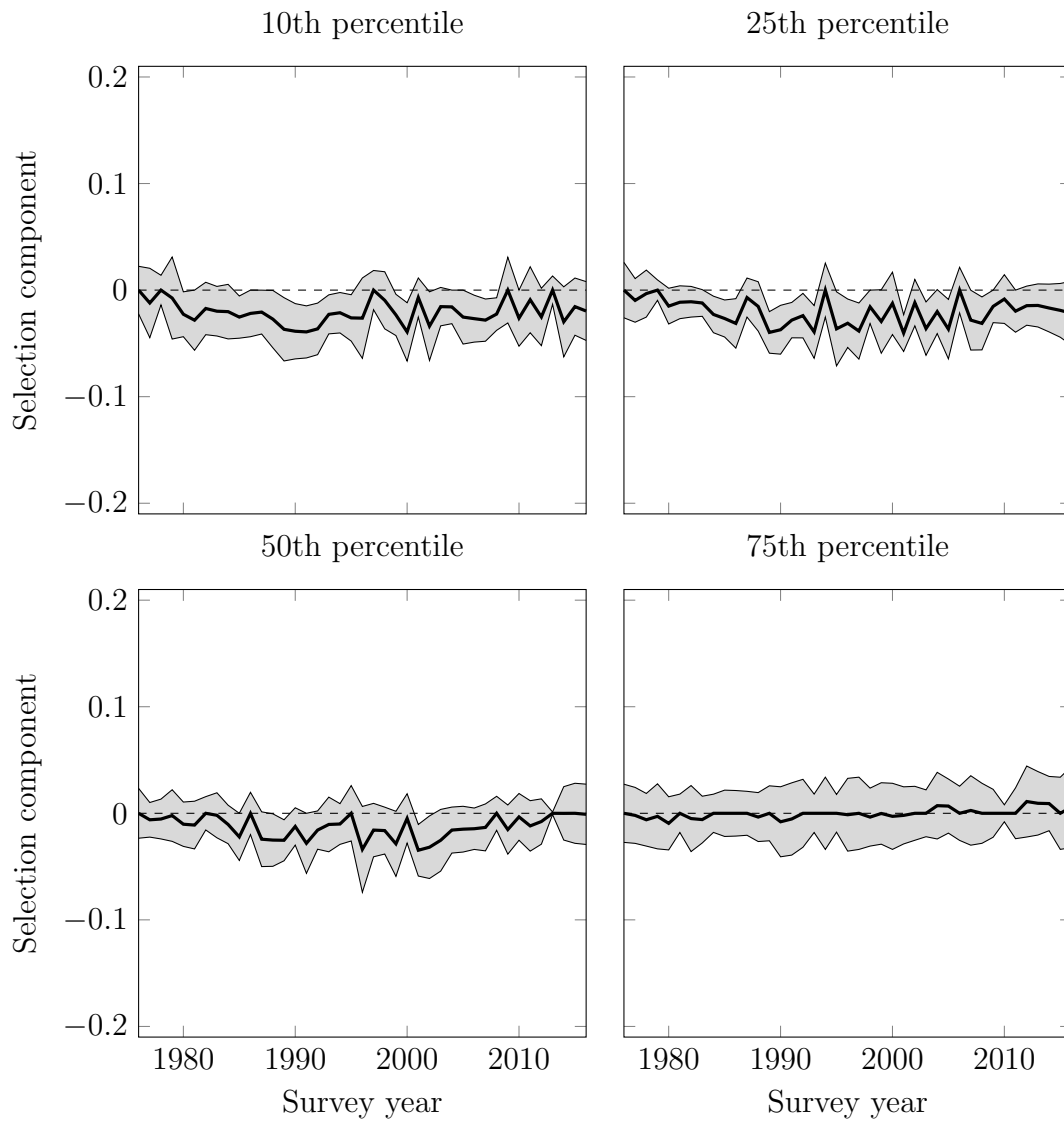 10th percentile
25th percentile
0.2
0.1
0
−0.1
−0.2
Selection component
50th percentile
75th percentile
0.2
0.1
0
−0.1
−0.2
Selection component
1980 1990 2000 2010
1980 1990 2000 2010
Survey year
Survey year